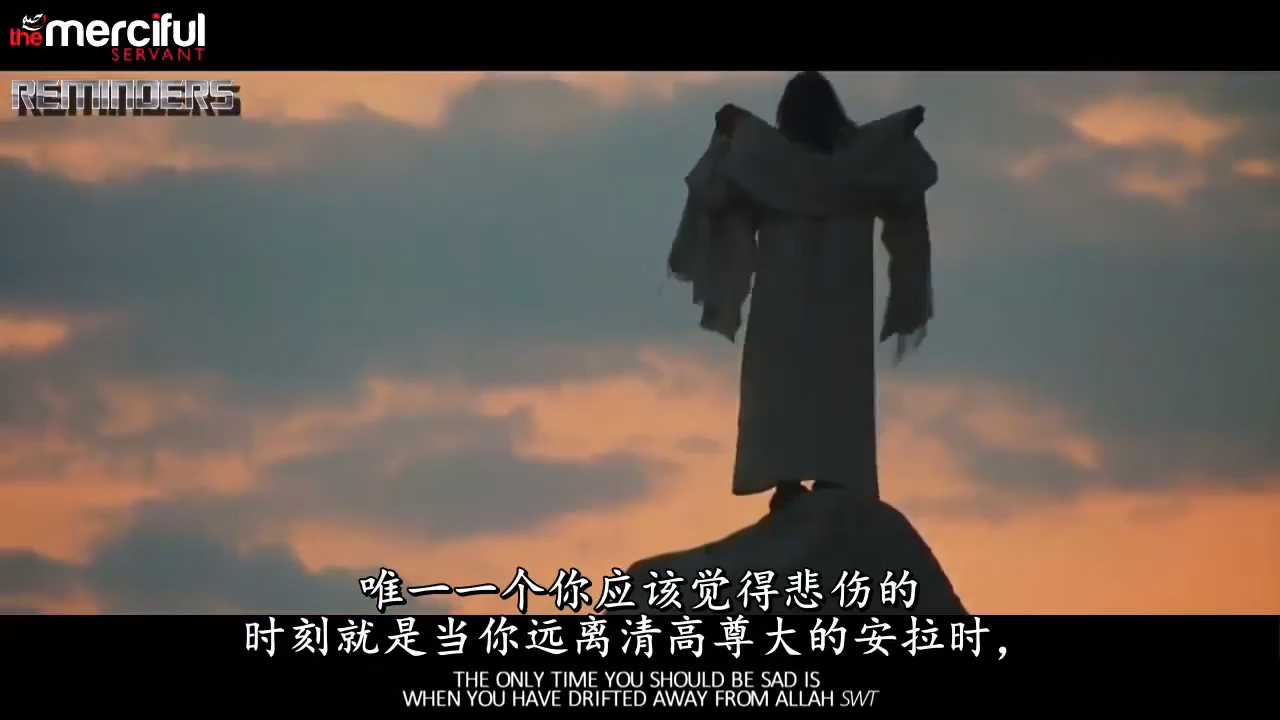 the merciful
SERVANT
REMINDERS
唯一一个你应该觉得悲伤的
时刻就是当你远离清高尊大的安拉时，
THE ONLY TIME YOU SHOULD BE SAD IS
WHEN YOU HAVE DRIFTED AWAY FROM ALLAH SWT